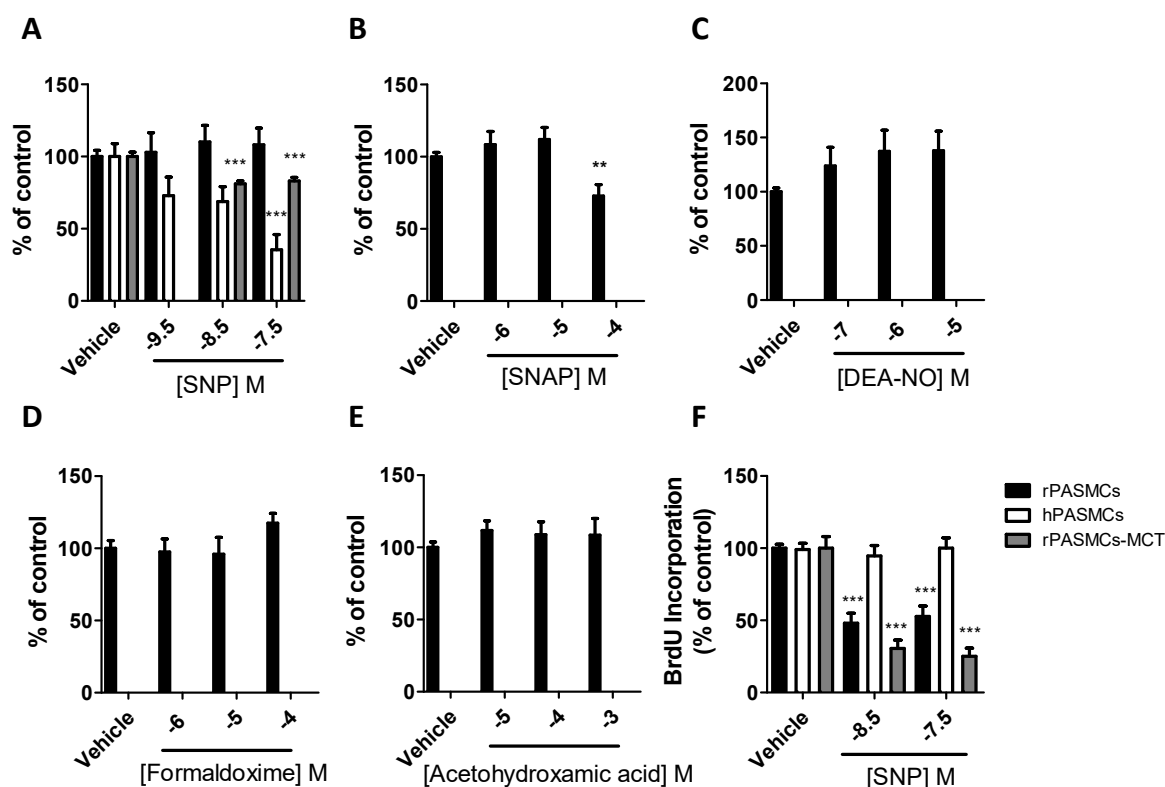 A
B
C
% of control
150
100
50
0
***
***
***
Vehicle
-9.5
-8.5
-7.5
[SNP] M
% of control
150
100
50
0
**
Vehicle
-6
-5
-4
[SNAP] M
% of control
200
150
100
50
0
Vehicle
-7
-6
-5
[DEA-NO] M
D
E
F
% of control
150
100
50
0
Vehicle
-6
-5
-4
[Formaldoxime] M
% of control
150
100
50
0
Vehicle
-5
-4
-3
[Acetohydroxamic acid] M
BrdU Incorporation
(% of control)
150
100
50
0
***
***
***
***
Vehicle
-8.5
-7.5
[SNP] M
rPASMCs
hPASMCs
rPASMCs-MCT